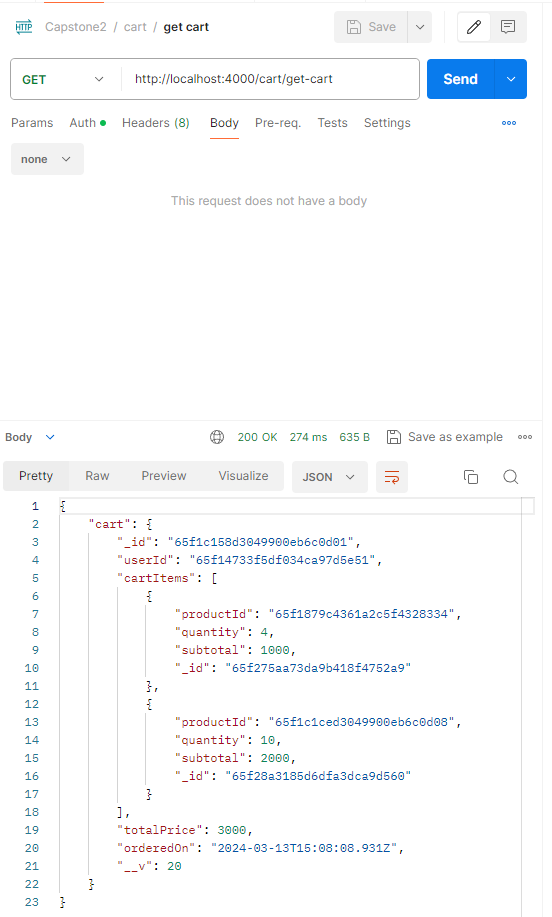 HTTP Capstone2 / cart / get cart Save
GET http://localhost:4000/cart/get-cart Send
Params Auth Headers (8) Body Pre-req. Tests Settings
none
This request does not have a body
Body 200 OK 274 ms 635 B Save as example
Pretty Raw Preview Visualize JSON
1 {
2 "cart": {
3 "_id": "65f1c158d3049900eb6c0d01",
4 "userId": "65f14733f5df034ca97d5e51",
5 "cartItems": [
6 {
7 "productId": "65f1879c4361a2c5f4328334",
8 "quantity": 4,
9 "subtotal": 1000,
10 "_id": "65f275aa73da9b418f4752a9"
11 },
12 {
13 "productId": "65f1c1ced3049900eb6c0d08",
14 "quantity": 10,
15 "subtotal": 2000,
16 "_id": "65f28a3185d6dfa3dca9d560"
17 }
18 ],
19 "totalPrice": 3000,
20 "orderedOn": "2024-03-13T15:08:08.931Z",
21 "__v": 20
22 }
23 }